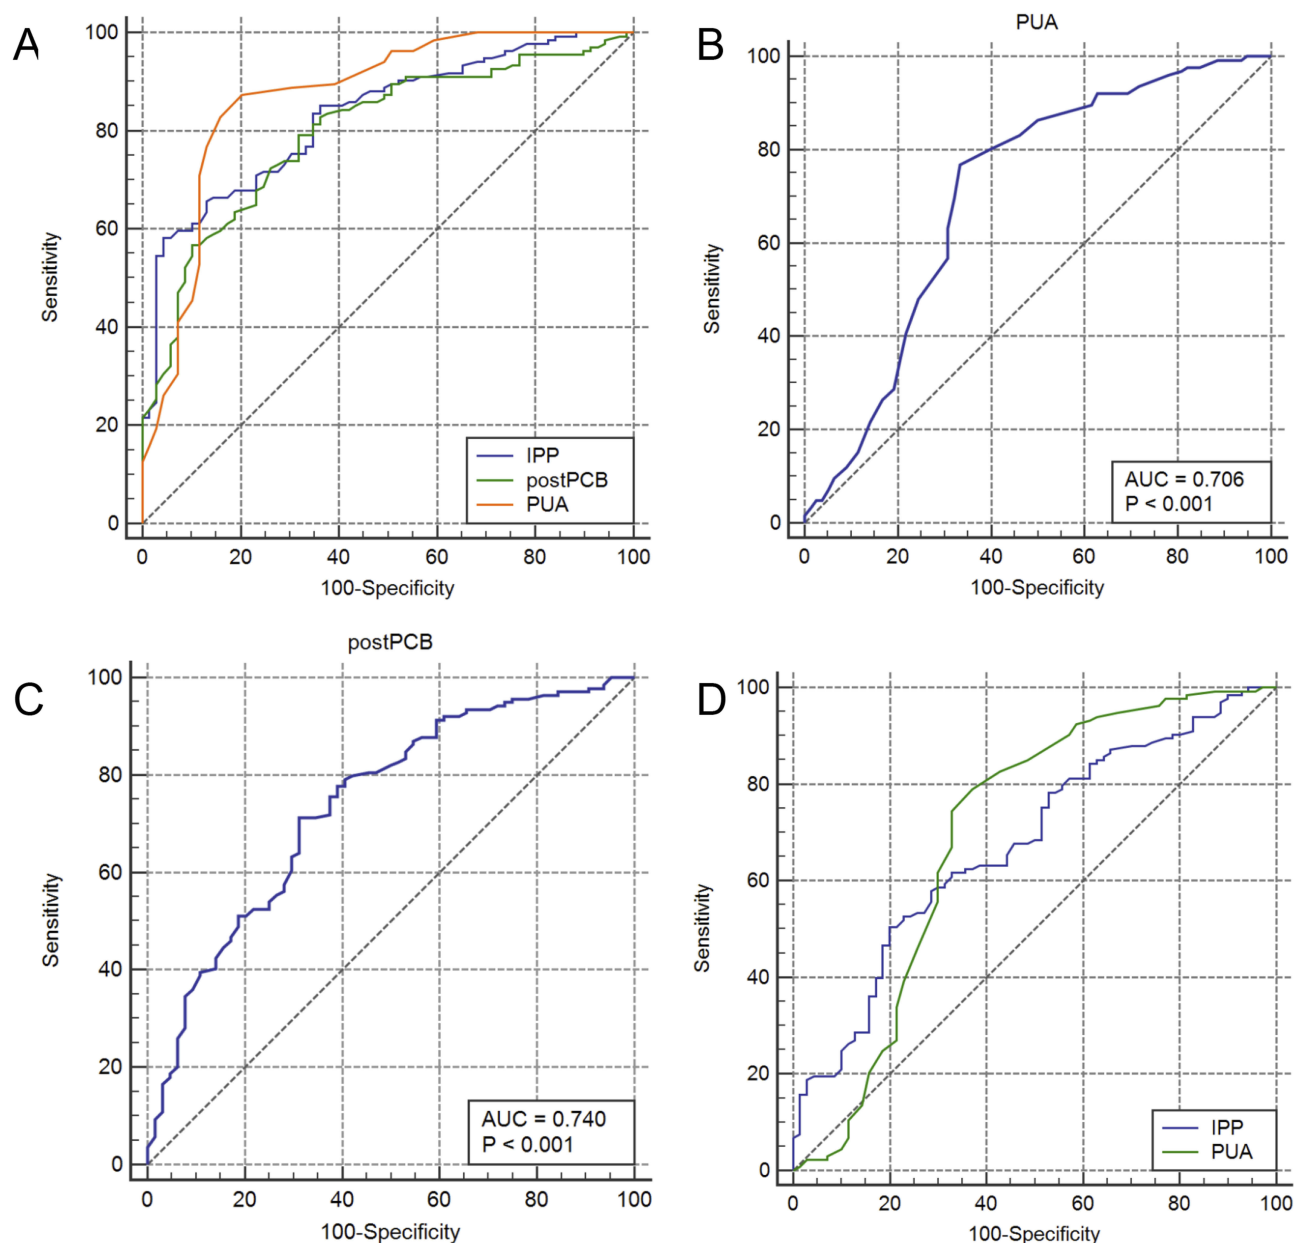 A
100
80
60
40
20
0
Sensitivity
IPP
postPCB
PUA
0 20 40 60 80 100
100-Specificity
B
PUA
100
80
60
40
20
0
Sensitivity
AUC = 0.706
P < 0.001
0 20 40 60 80 100
100-Specificity
C
postPCB
100
80
60
40
20
0
Sensitivity
AUC = 0.740
P < 0.001
0 20 40 60 80 100
100-Specificity
D
100
80
60
40
20
0
Sensitivity
IPP
PUA
0 20 40 60 80 100
100-Specificity